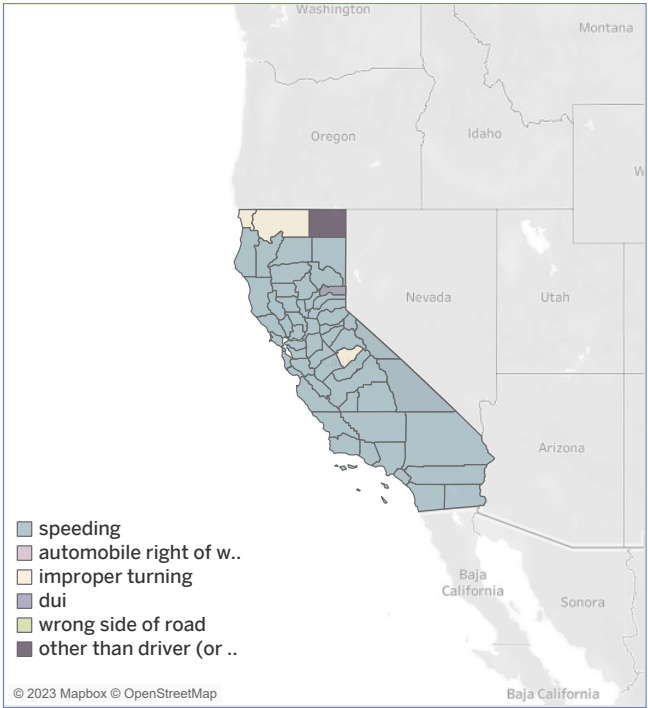 Washington
Montana
Oregon
Idaho
W
Nevada
Utah
Arizona
speeding
automobile right of w..
improper turning
dui
wrong side of road
other than driver (or ..
Baja
California
Sonora
© 2023 Mapbox © OpenStreetMap
Baja California